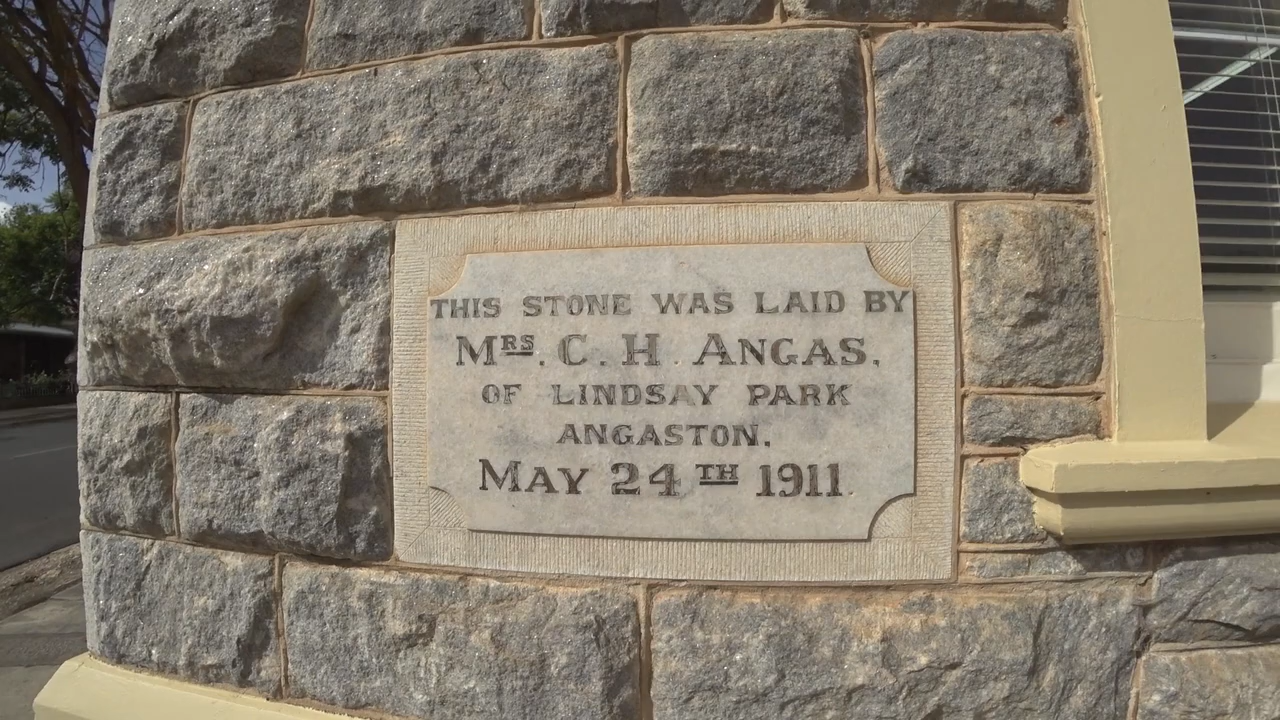 THIS STONE WAS LAID BY
MRS. C. H. ANGAS,
OF LINDSAY PARK
ANGASTON,
MAY 24TH 1911.